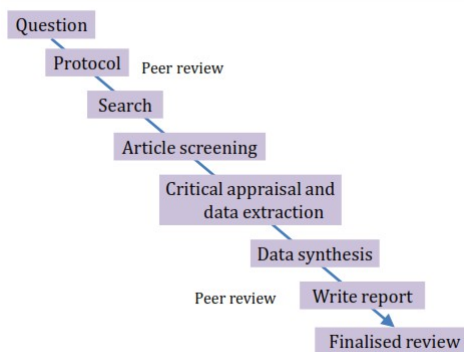 Question
Protocol
Peer review
Search
Article screening
Critical appraisal and
data extraction
Data synthesis
Peer review
Write report
Finalised review